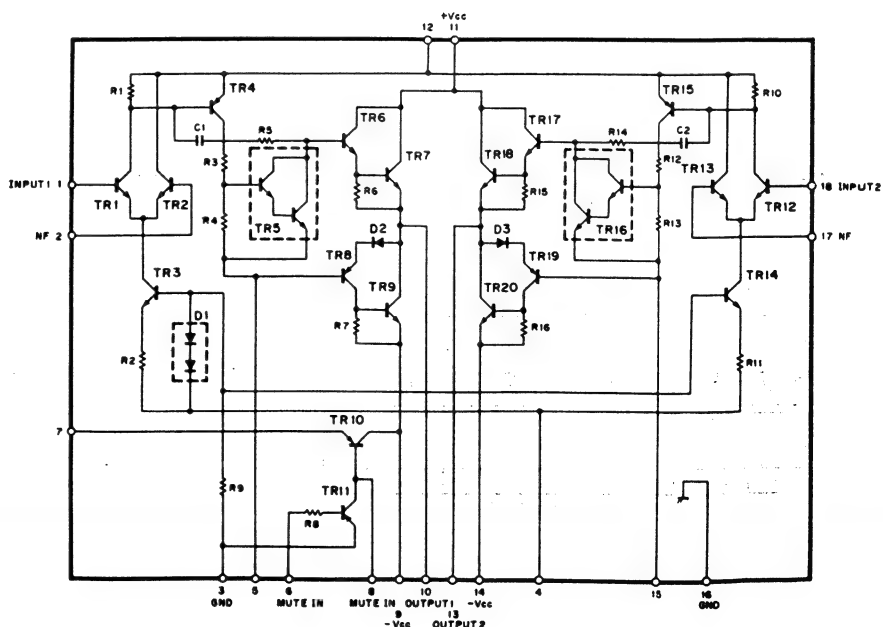 +Vcc
12 11
R1
TR4
TR15
R10
TR6
TR17
C1
R5
R14
C2
R3
TR7
TR18
R12
TR13
INPUT1 1
R6
R15
18 INPUT2
TR1
TR2
R4
TR5
TR16
R13
TR12
NF 2
D2
D3
17 NF
TR8
TR19
TR3
TR9
TR20
TR14
D1
R7
R16
R2
R11
7
TR10
R9
TR11
R8
3
5
6
8
10
14
4
15
16
GND
MUTE IN
MUTE IN
OUTPUT1
-Vcc
GND
9
13
-Vcc
OUTPUT2